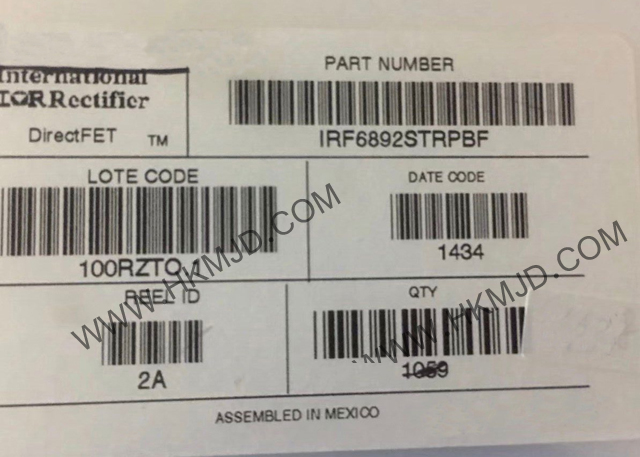 International
IOR Rectifier
DirectFET TM
PART NUMBER
IRF6892STRPBF
LOTE CODE
100RZTO
DATE CODE
1434
REEL ID
2A
QTY
1059
ASSEMBLED IN MEXICO
WWW.HKMJD.COM
WWW.HKMJD.COM